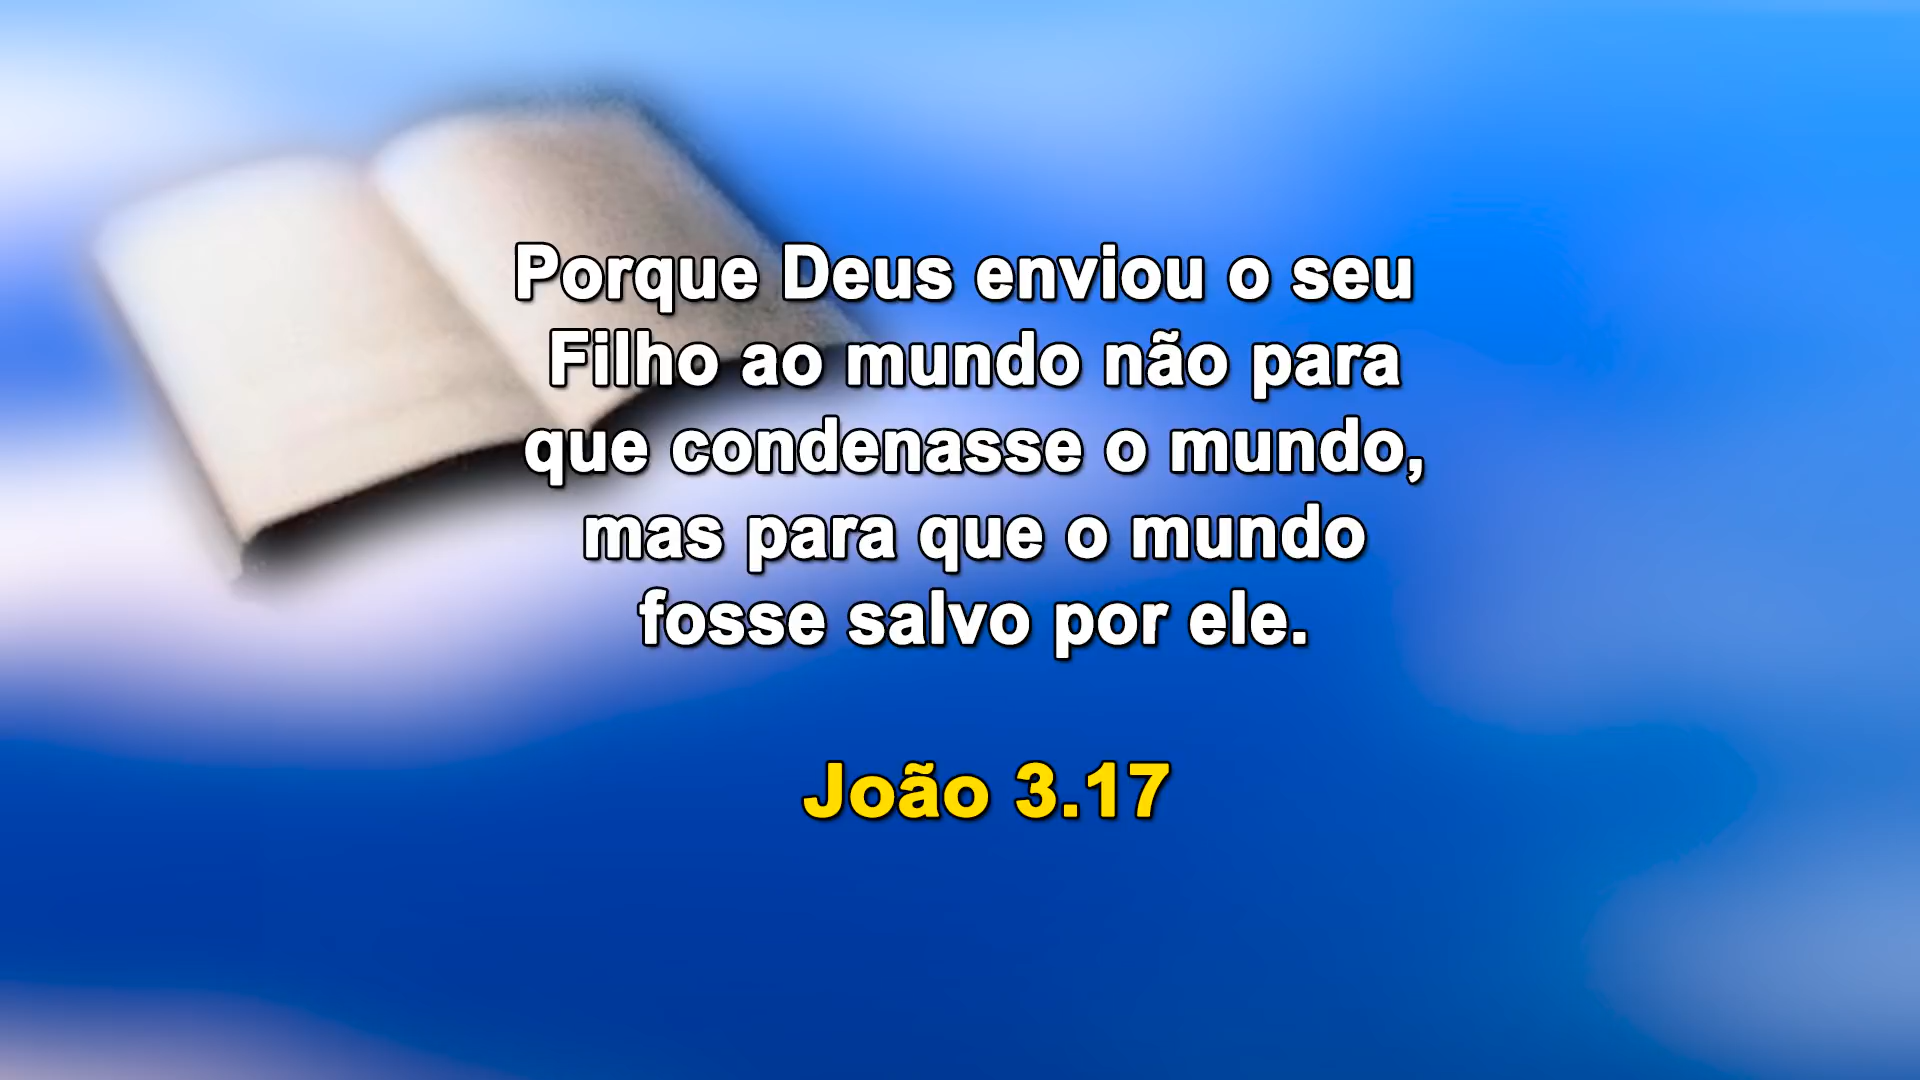 Porque Deus enviou o seu
Filho ao mundo não para
que condenasse o mundo,
mas para que o mundo
fosse salvo por ele.
João 3.17